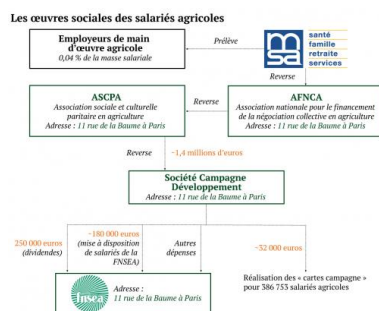 Les œuvres sociales des salariés agricoles
Employeurs de main
d'œuvre agricole
0,04 % de la masse salariale
Prélève
msa
santé
famille
retraite
services
Reverse
ASCPA
Association sociale et culturelle
paritaire en agriculture
Adresse : 11 rue de la Baume à Paris
Reverse
AFNCA
Association nationale pour le financement
de la négociation collective en agriculture
Adresse : 11 rue de la Baume à Paris
Reverse
~1,4 millions d'euros
Société Campagne
Développement
Adresse : 11 rue de la Baume à Paris
250 000 euros
(dividendes)
~180 000 euros
(mise à disposition
de salariés de la
FNSEA)
Autres
dépenses
~32 000 euros
fnsea
Adresse :
11 rue de la Baume à Paris
Réalisation des « cartes campagne »
pour 386 753 salariés agricoles